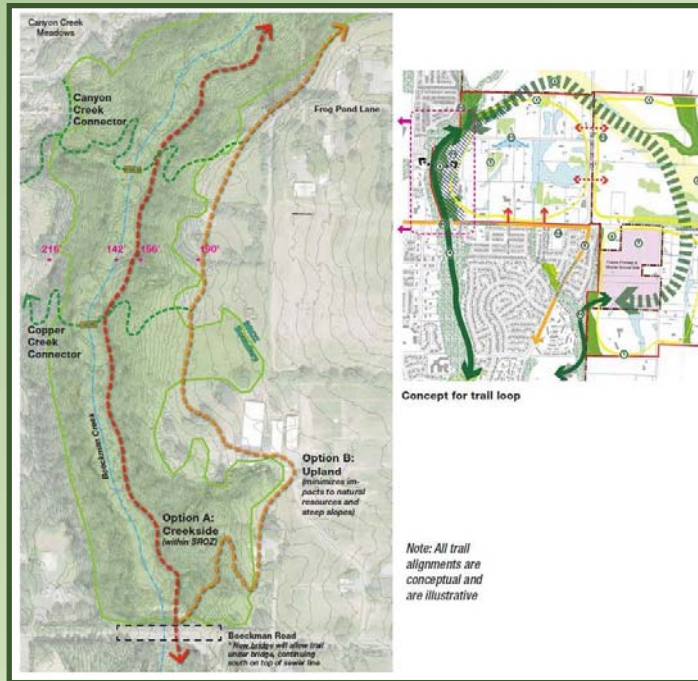 Canyon Creek
Meadows
Canyon
Creek
Connector
Frog Pond Lane
216'
142'
156'
190'
Copper
Creek
Connector
Boeckman Creek
Option B:
Upland
(minimizes im-
pacts to natural
resources and
steep slopes)
Option A:
Creekside
(within SROZ)
Boeckman Road
* New bridge will allow trail
under bridge, continuing
south on top of sewer line
Concept for trail loop
Note: All trail
alignments are
conceptual and
are illustrative